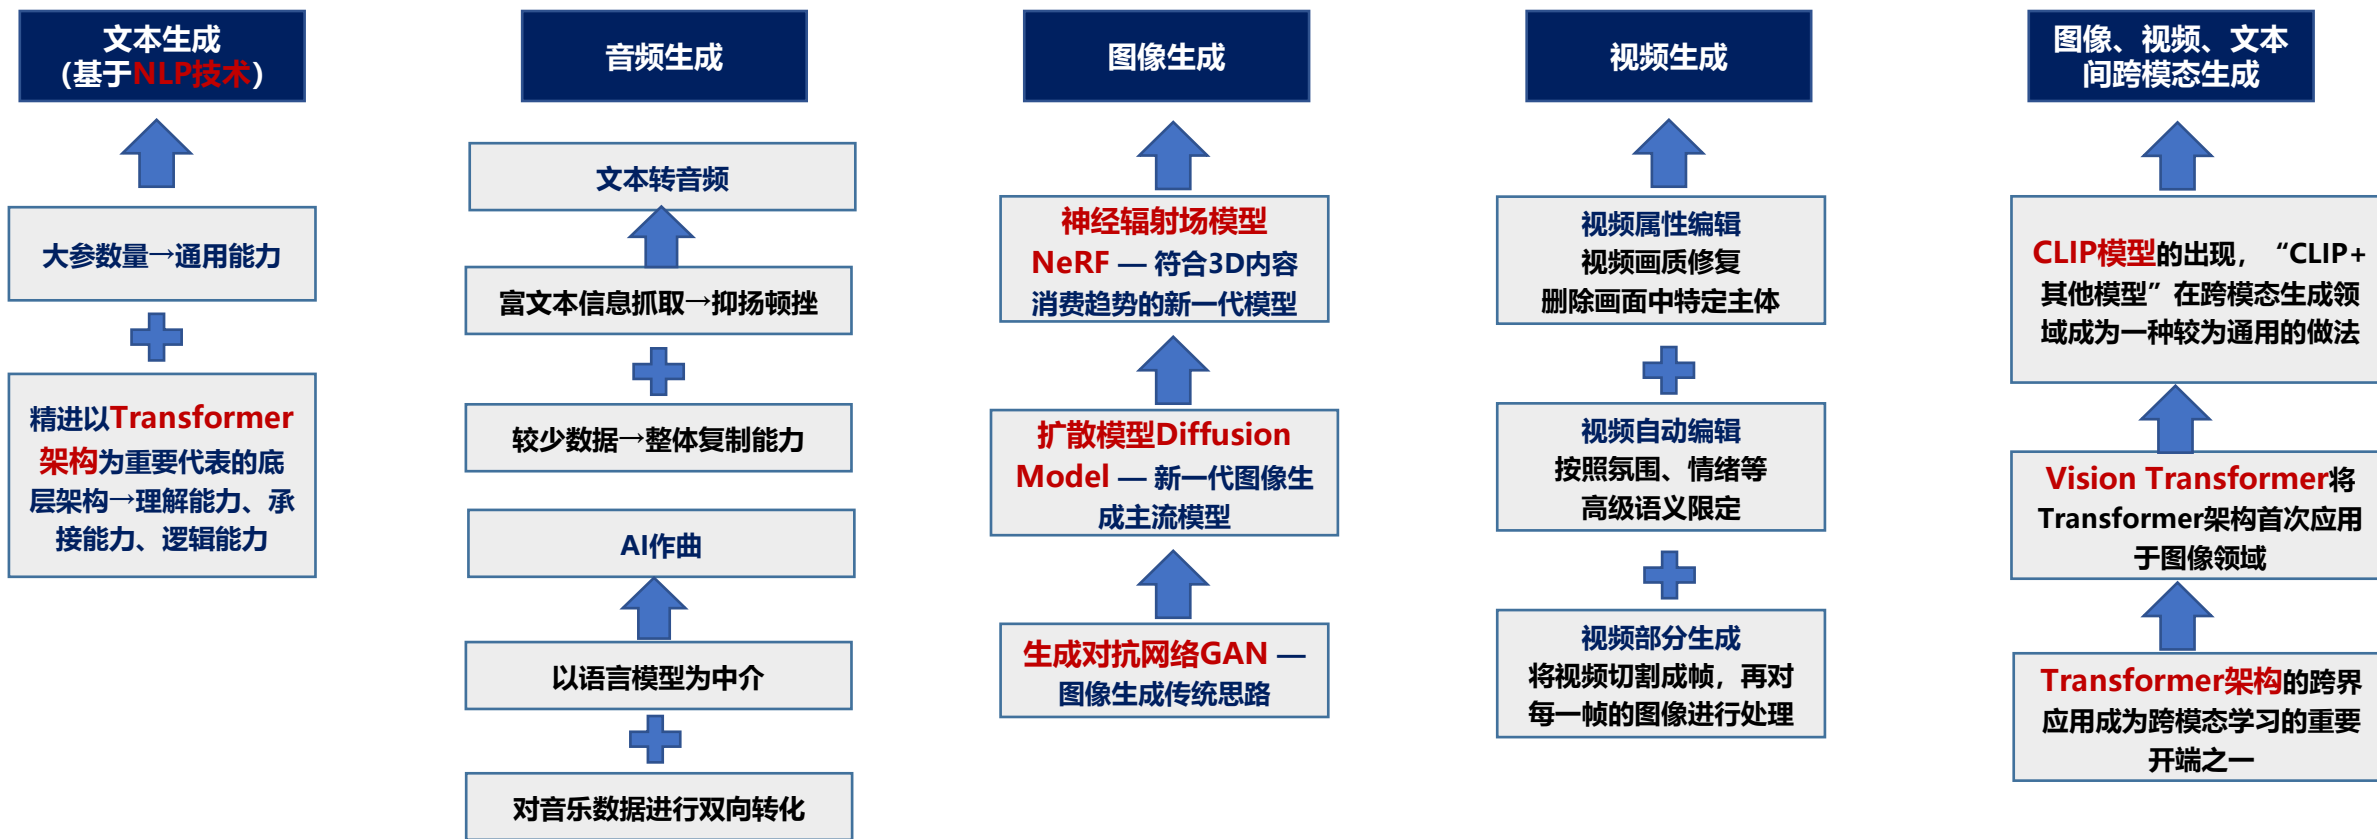 文本生成
(基于NLP技术)
大参数量→通用能力
精进以Transformer
架构为重要代表的底
层架构→理解能力、承
接能力、逻辑能力
音频生成
文本转音频
富文本信息抓取→抑扬顿挫
较少数据→整体复制能力
AI作曲
以语言模型为中介
对音乐数据进行双向转化
图像生成
神经辐射场模型
NeRF — 符合3D内容
消费趋势的新一代模型
扩散模型Diffusion
Model — 新一代图像生
成主流模型
生成对抗网络GAN —
图像生成传统思路
视频生成
视频属性编辑
视频画质修复
删除画面中特定主体
视频自动编辑
按照氛围、情绪等
高级语义限定
视频部分生成
将视频切割成帧，再对
每一帧的图像进行处理
图像、视频、文本
间跨模态生成
CLIP模型的出现，“CLIP+
其他模型”在跨模态生成领
域成为一种较为通用的做法
Vision Transformer将
Transformer架构首次应用
于图像领域
Transformer架构的跨界
应用成为跨模态学习的重要
开端之一